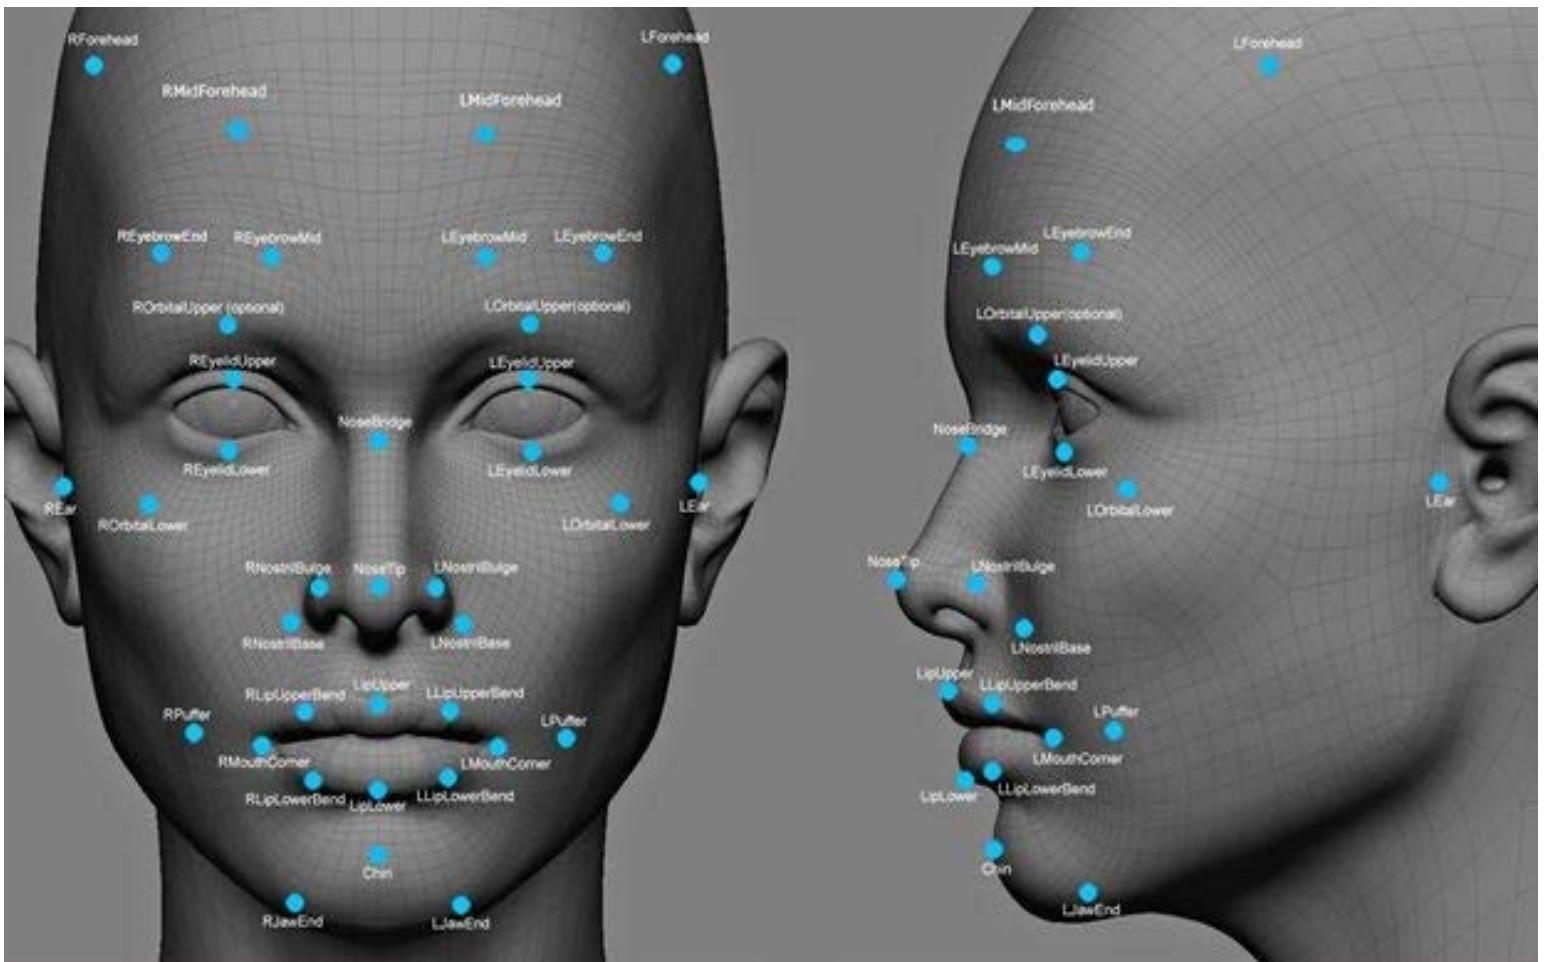 RForehead
LForehead
RMidForehead
LMidForehead
REyebrowEnd
REyebrowMid
LEyebrowMid
LEyebrowEnd
ROrbitalUpper (optional)
LOrbitalUpper(optional)
REyelidUpper
LEyelidUpper
NoseBridge
REyelidLower
LEyelidLower
REar
ROrbitalLower
LOrbitalLower
LEar
RNostrilBulge
NoseTip
LNostrilBulge
RNostrilBase
LNostrilBase
RLipUpperBend
LipUpper
LLipUpperBend
RPuffer
LPuffer
RMouthCorner
LMouthCorner
RLipLowerBend
LipLower
LLipLowerBend
Chin
RJawEnd
LJawEnd
LForehead
LMidForehead
LEyebrowMid
LEyebrowEnd
LOrbitalUpper(optional)
LEyelidUpper
NoseBridge
LEyelidLower
LOrbitalLower
LEar
NoseTip
LNostrilBulge
LNostrilBase
LipUpper
LLipUpperBend
LPuffer
LMouthCorner
LipLower
LLipLowerBend
Chin
LJawEnd